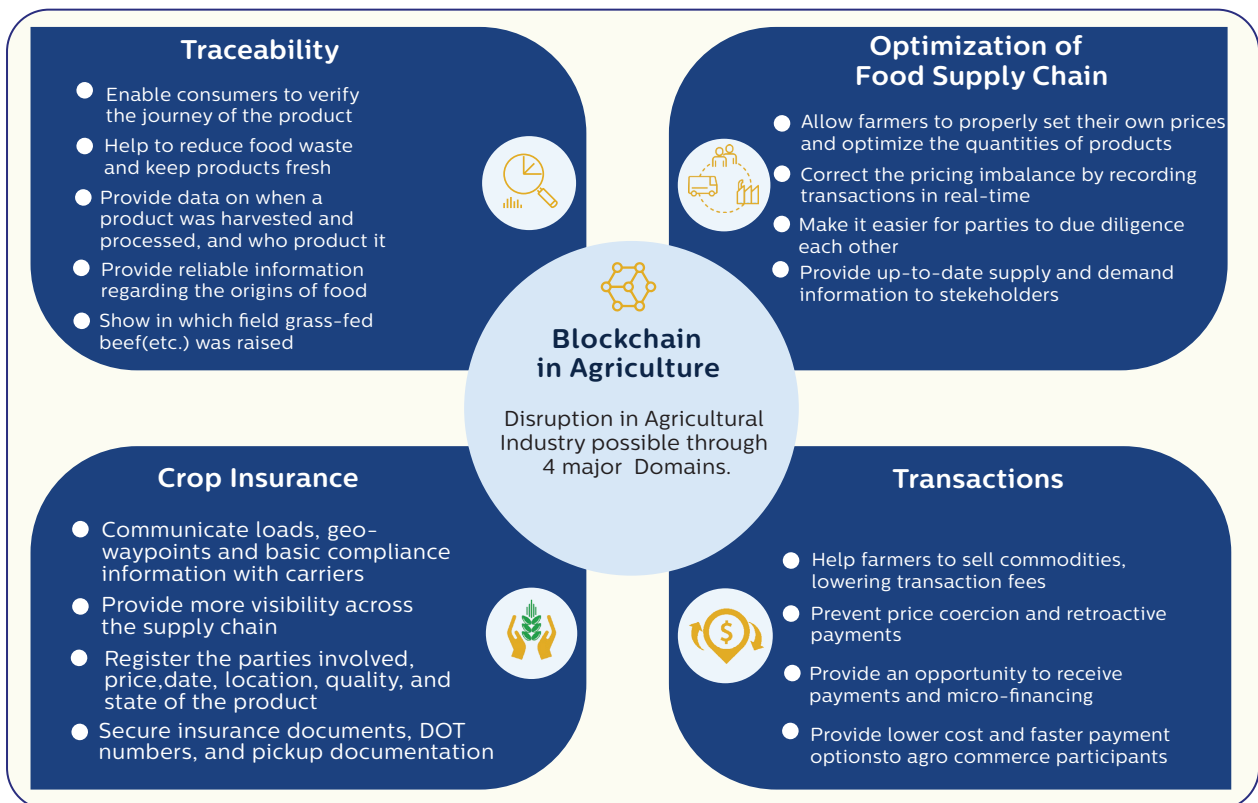 Traceability
Enable consumers to verify
the journey of the product
Help to reduce food waste
and keep products fresh
Provide data on when a
product was harvested and
processed, and who product it
Provide reliable information
regarding the origins of food
Show in which field grass-fed
beef(etc.) was raised
Optimization of
Food Supply Chain
Allow farmers to properly set their own prices
and optimize the quantities of products
Correct the pricing imbalance by recording
transactions in real-time
Make it easier for parties to due diligence
each other
Provide up-to-date supply and demand
information to stekeholders
Blockchain
in Agriculture
Disruption in Agricultural
Industry possible through
4 major Domains.
Crop Insurance
Communicate loads, geo-
waypoints and basic compliance
information with carriers
Provide more visibility across
the supply chain
Register the parties involved,
price,date, location, quality, and
state of the product
Secure insurance documents, DOT
numbers, and pickup documentation
Transactions
Help farmers to sell commodities,
lowering transaction fees
Prevent price coercion and retroactive
payments
Provide an opportunity to receive
payments and micro-financing
Provide lower cost and faster payment
optionsto agro commerce participants
$